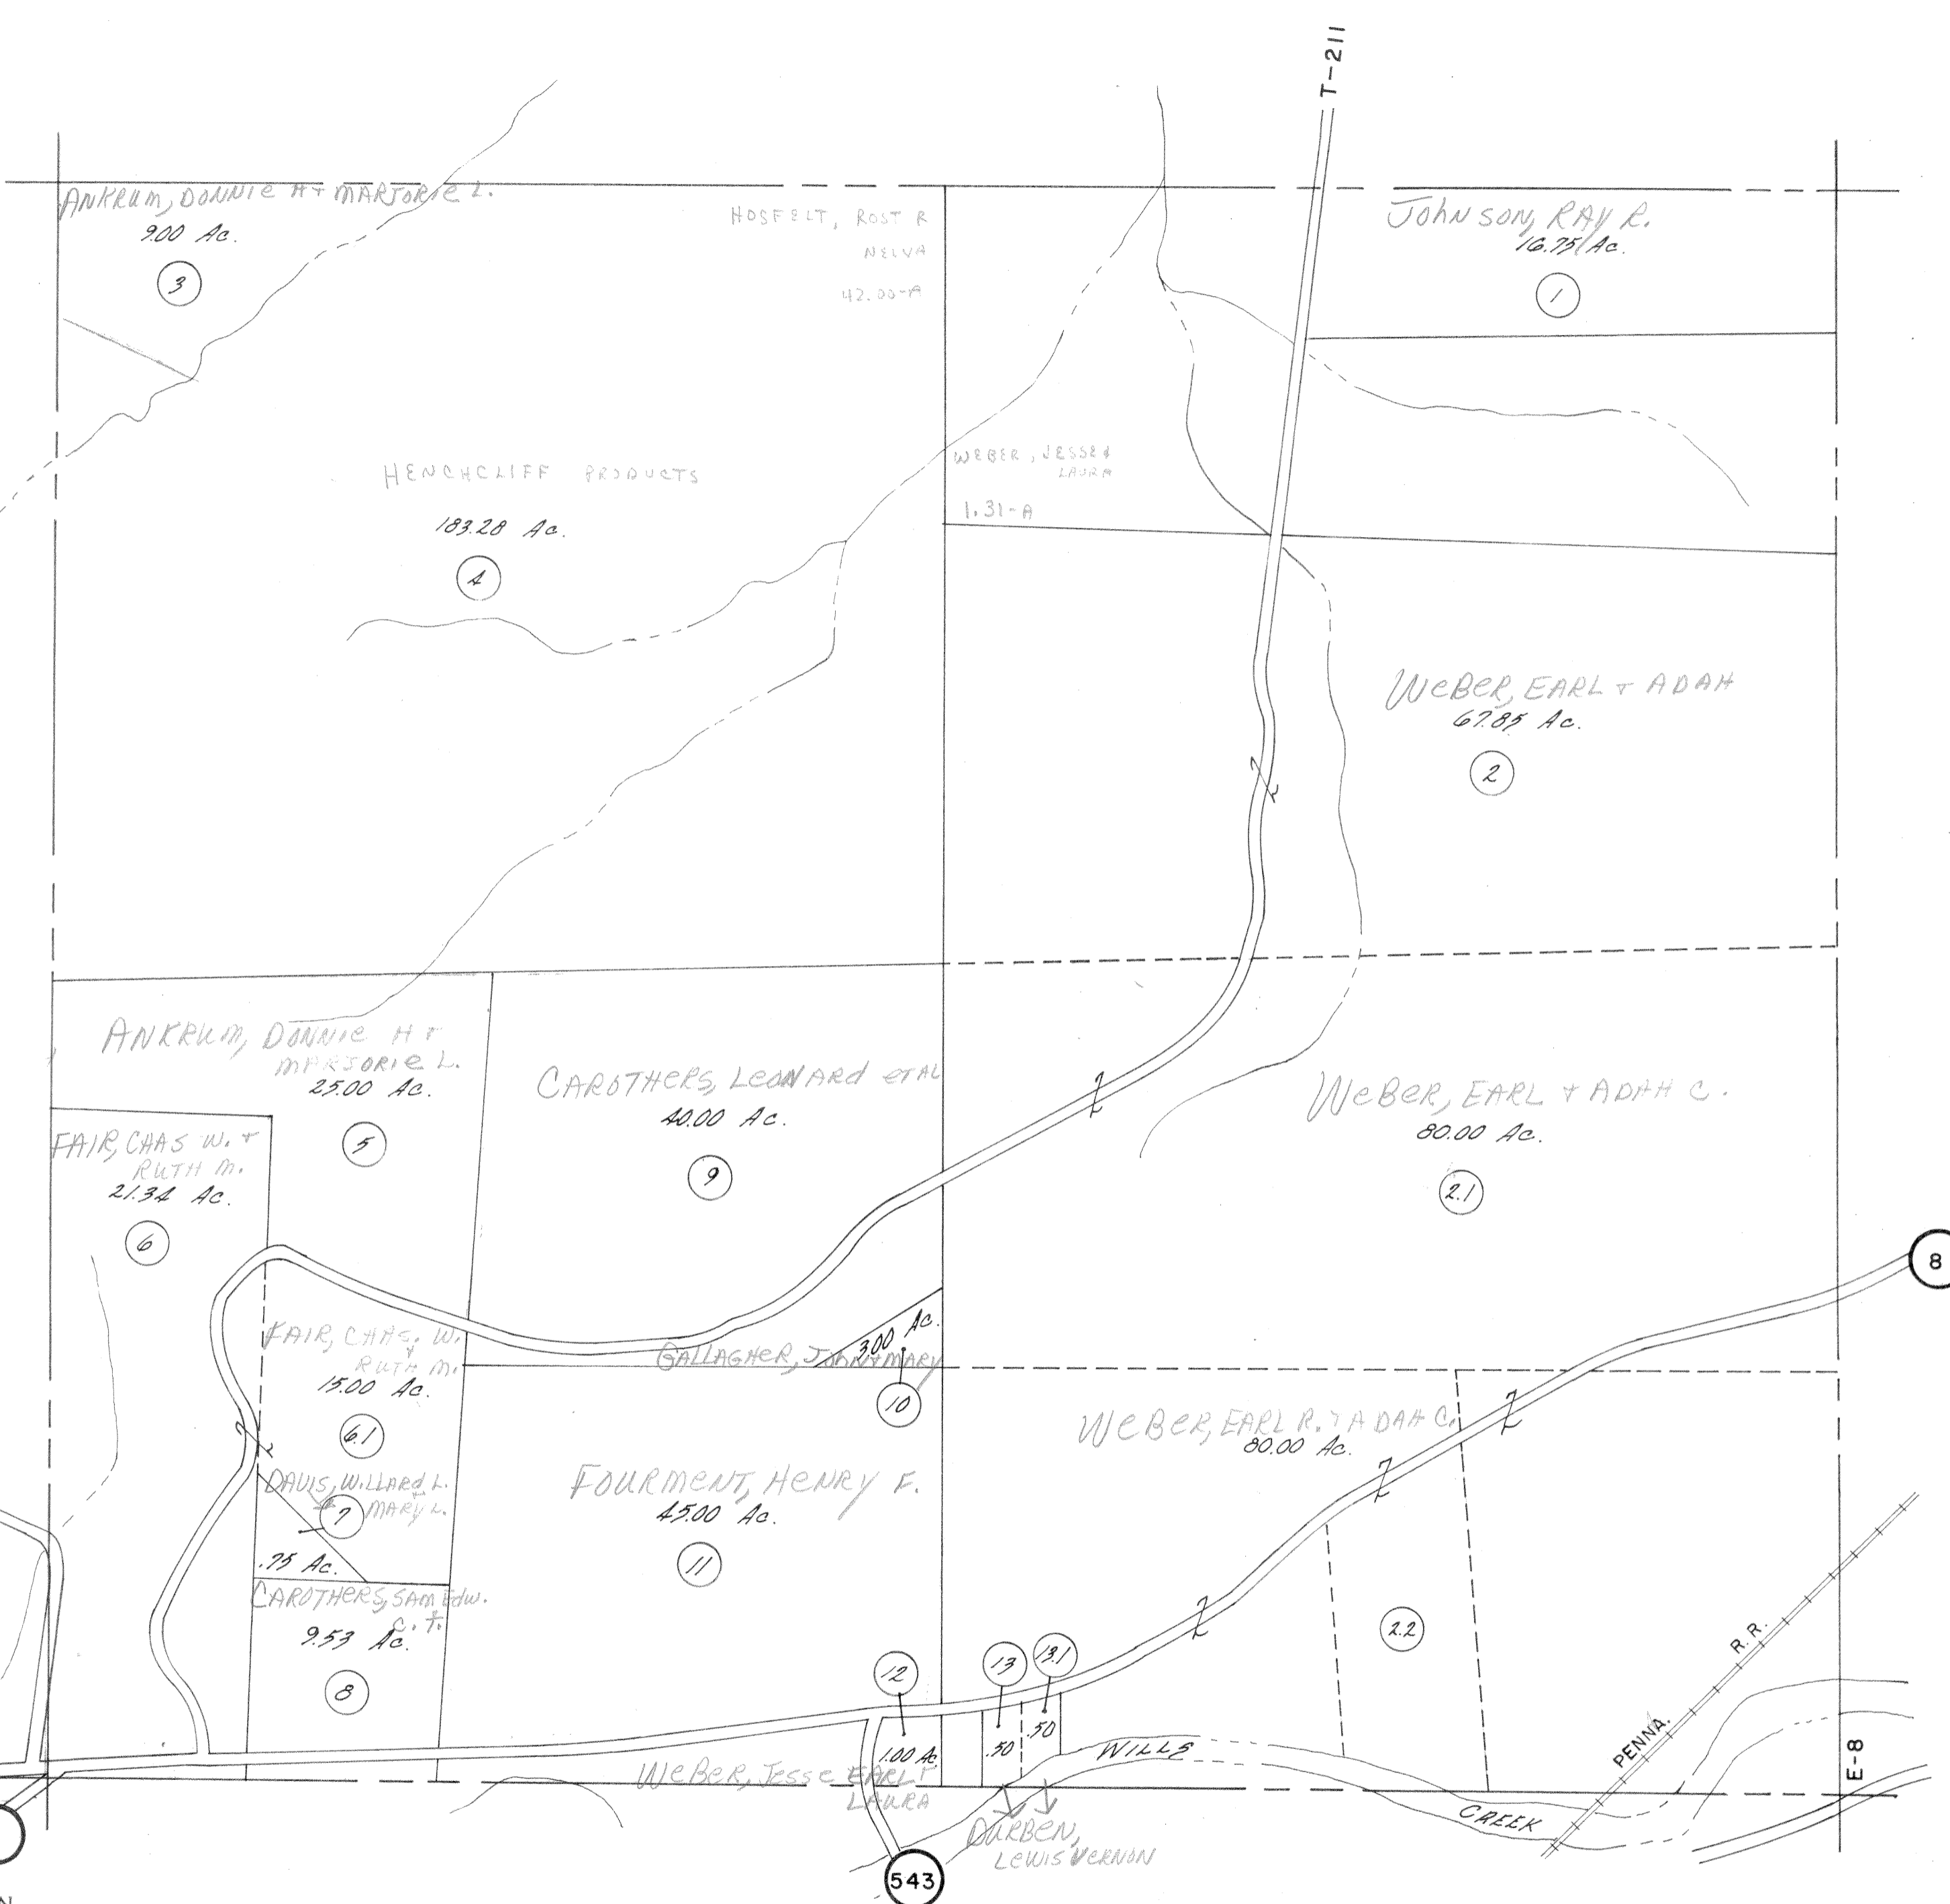 T-211
ANKRUM, DONNIE H + MARJORIE L.
9.00 Ac.
3
HOSFELT, ROST R
NELVA
42.00-A
JOHNSON, RAY R.
16.75 Ac.
1
HENCHCLIFF PRODUCTS
183.28 Ac.
4
WEBER, JESSE &
LAURA
1.31-A
WEBER, EARL + ADAH
67.85 Ac.
2
ANKRUM, DONNIE H +
MARJORIE L.
25.00 Ac.
5
CAROTHERS, LEONARD ET AL
40.00 Ac.
9
WEBER, EARL + ADAH C.
80.00 Ac.
2.1
FAIR, CHAS W. +
RUTH M.
21.34 Ac.
6
8
FAIR, CHAS. W.
+
RUTH M.
15.00 Ac.
6.1
GALLAGHER, JOHN + MARY
3.00 Ac.
10
WEBER, EARL R. + ADAH C.
80.00 Ac.
DAVIS, WILLARD L.
+
MARY L.
7
.75 Ac.
FOURMENT, HENRY F.
45.00 Ac.
11
CAROTHERS, SAM EDW.
C. T.
9.53 Ac.
8
2.2
12
13
13.1
1.00 Ac
.50
.50
WEBER, JESSE EARL +
LAURA
DURBEN,
LEWIS VERNON
WILLS
CREEK
PENNA.
R.R.
E-8
543
N